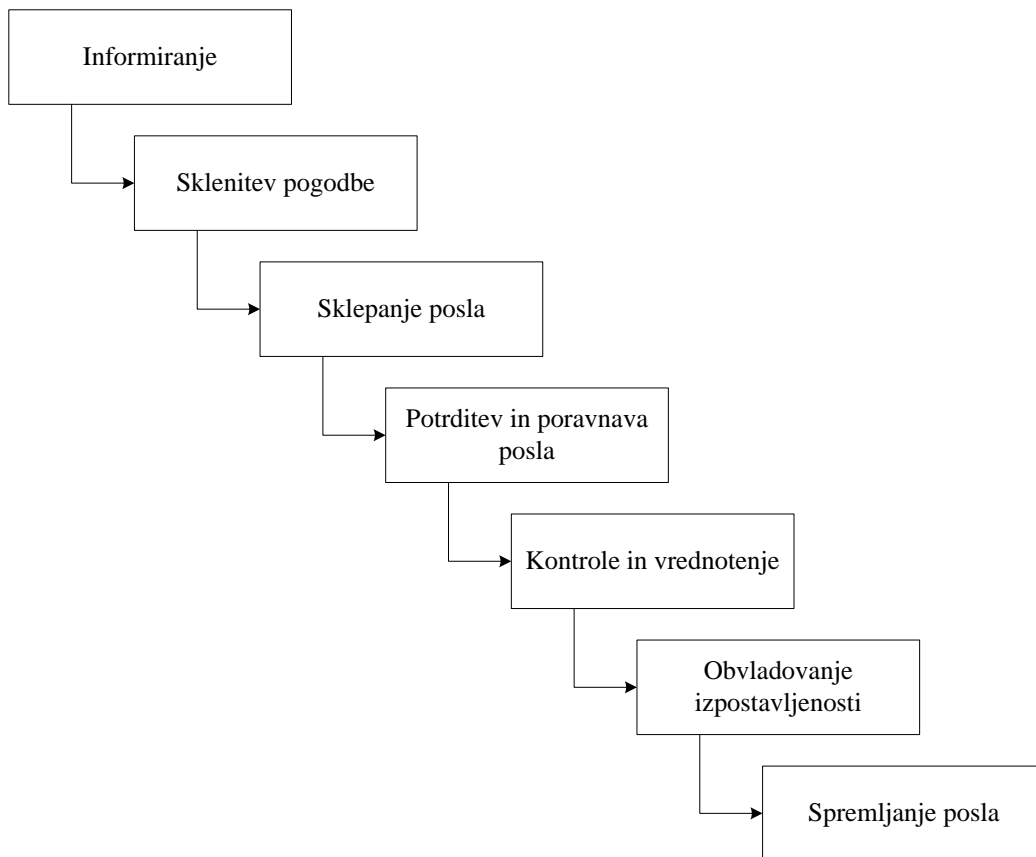 Informiranje
Sklenitev pogodbe
Sklepanje posla
Potrditev in poravnava
posla
Kontrole in vrednotenje
Obvladovanje
izpostavljenosti
Spremljanje posla